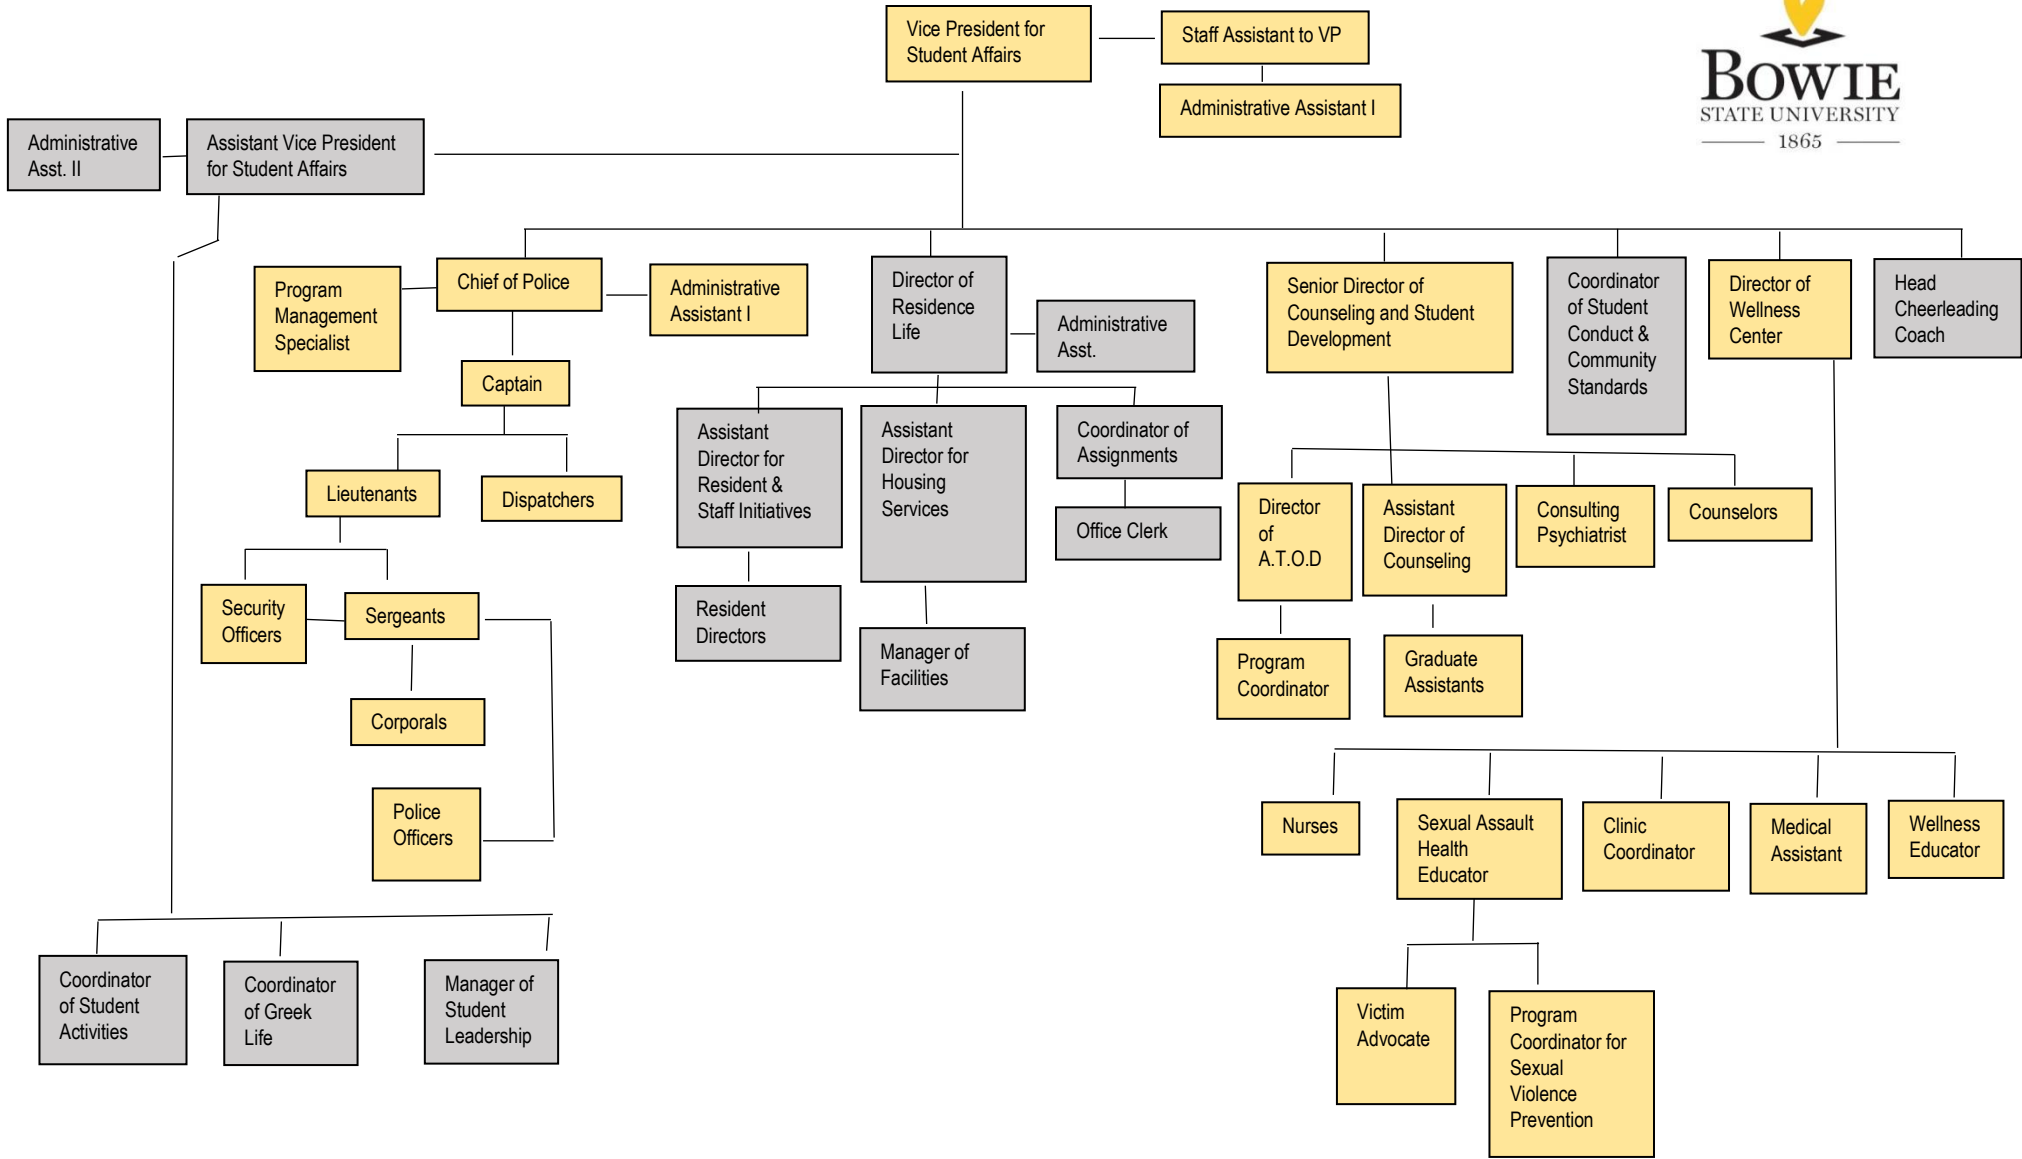 Vice President for
Student Affairs
Staff Assistant to VP
Administrative Assistant I
BOWIE
STATE UNIVERSITY
1865
Administrative
Asst. II
Assistant Vice President
for Student Affairs
Program
Management
Specialist
Chief of Police
Administrative
Assistant I
Director of
Residence
Life
Administrative
Asst.
Senior Director of
Counseling and Student
Development
Coordinator
of Student
Conduct &
Community
Standards
Director of
Wellness
Center
Head
Cheerleading
Coach
Captain
Lieutenants
Dispatchers
Assistant
Director for
Resident &
Staff Initiatives
Assistant
Director for
Housing
Services
Coordinator of
Assignments
Office Clerk
Director
of
A.T.O.D
Assistant
Director of
Counseling
Consulting
Psychiatrist
Counselors
Security
Officers
Sergeants
Resident
Directors
Manager of
Facilities
Program
Coordinator
Graduate
Assistants
Corporals
Police
Officers
Nurses
Sexual Assault
Health
Educator
Clinic
Coordinator
Medical
Assistant
Wellness
Educator
Coordinator
of Student
Activities
Coordinator
of Greek
Life
Manager of
Student
Leadership
Victim
Advocate
Program
Coordinator for
Sexual
Violence
Prevention